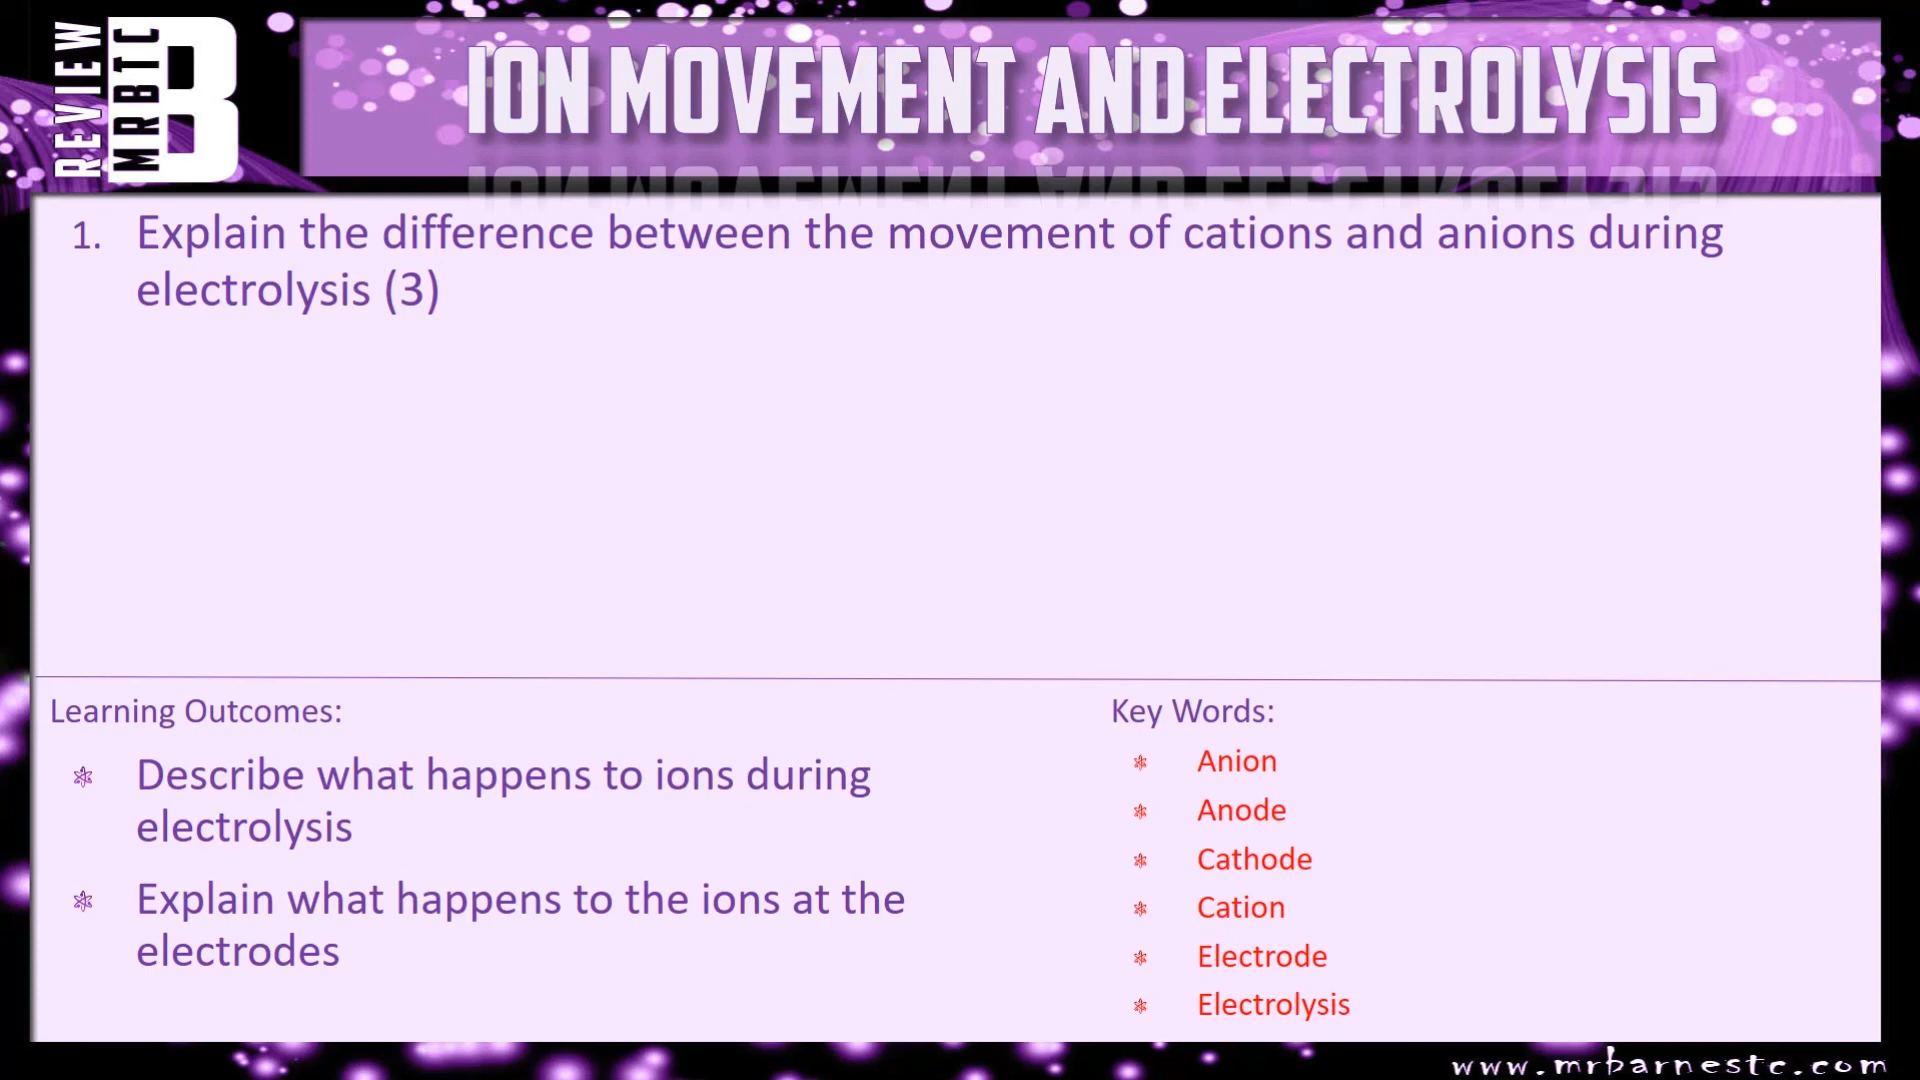 REVIEW
MRBTC
B
ION MOVEMENT AND ELECTROLYSIS
1. Explain the difference between the movement of cations and anions during
electrolysis (3)
Learning Outcomes:
Describe what happens to ions during
electrolysis
Explain what happens to the ions at the
electrodes
Key Words:
Anion
Anode
Cathode
Cation
Electrode
Electrolysis
www.mrbarnestc.com